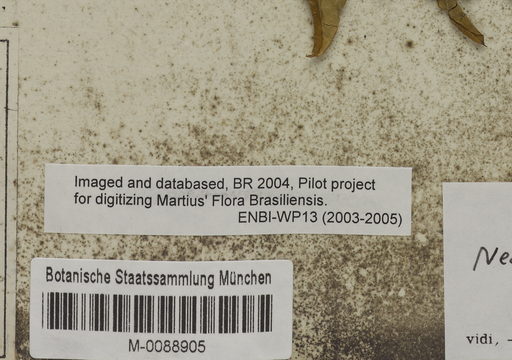 Imaged and databased, BR 2004, Pilot project
for digitizing Martius' Flora Brasiliensis.
ENBI-WP13 (2003-2005)
Botanische Staatssammlung München
M-0088905
vidi, -